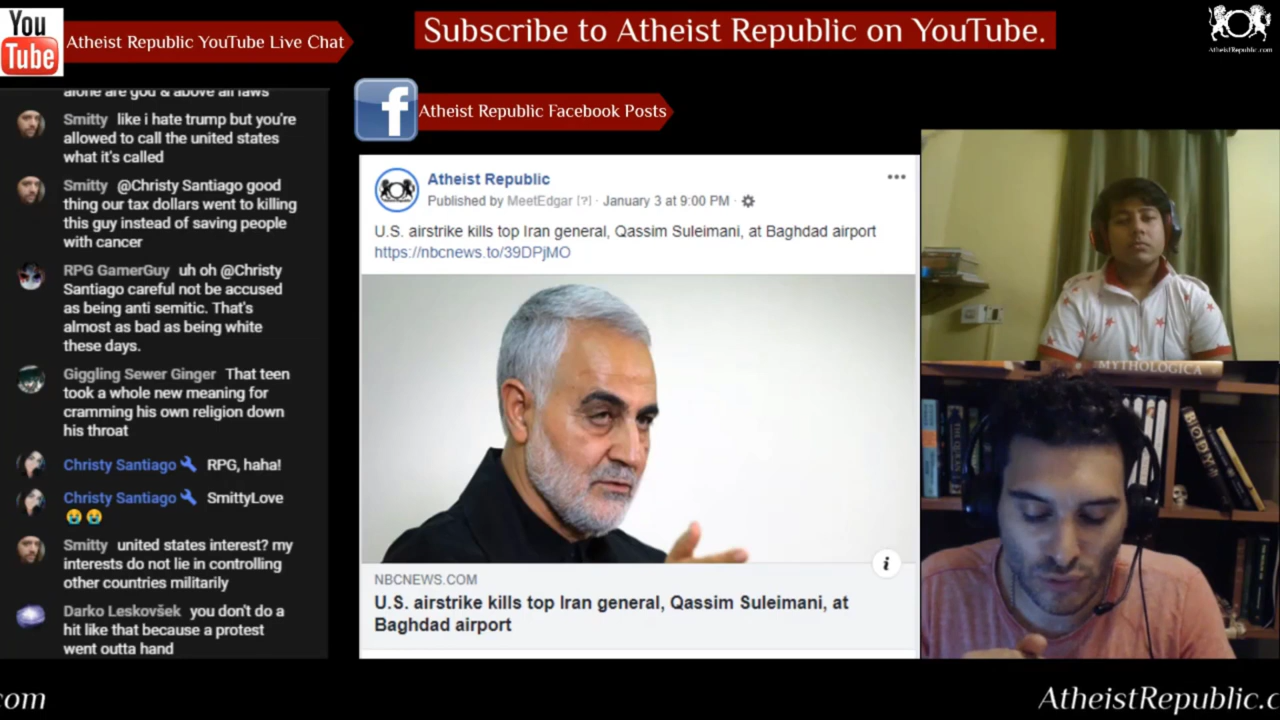 You
Tube
Atheist Republic YouTube Live Chat
Subscribe to Atheist Republic on YouTube.
AtheistRepublic.com
alone are god & above all laws
Smitty like i hate trump but you're
allowed to call the united states
what it's called
Smitty @Christy Santiago good
thing our tax dollars went to killing
this guy instead of saving people
with cancer
RPG GamerGuy uh oh @Christy
Santiago careful not be accused
as being anti semitic. That's
almost as bad as being white
these days.
Giggling Sewer Ginger That teen
took a whole new meaning for
cramming his own religion down
his throat
Christy Santiago RPG, haha!
Christy Santiago SmittyLove
😭😭
Smitty united states interest? my
interests do not lie in controlling
other countries militarily
Darko Leskovšek you don't do a
hit like that because a protest
went outta hand
f
Atheist Republic Facebook Posts
Atheist Republic
Published by MeetEdgar [?] · January 3 at 9:00 PM ·
U.S. airstrike kills top Iran general, Qassim Suleimani, at Baghdad airport
https://nbcnews.to/39DPjMO
i
NBCNEWS.COM
U.S. airstrike kills top Iran general, Qassim Suleimani, at
Baghdad airport
MYTHOLOGICA
com
AtheistRepublic.c